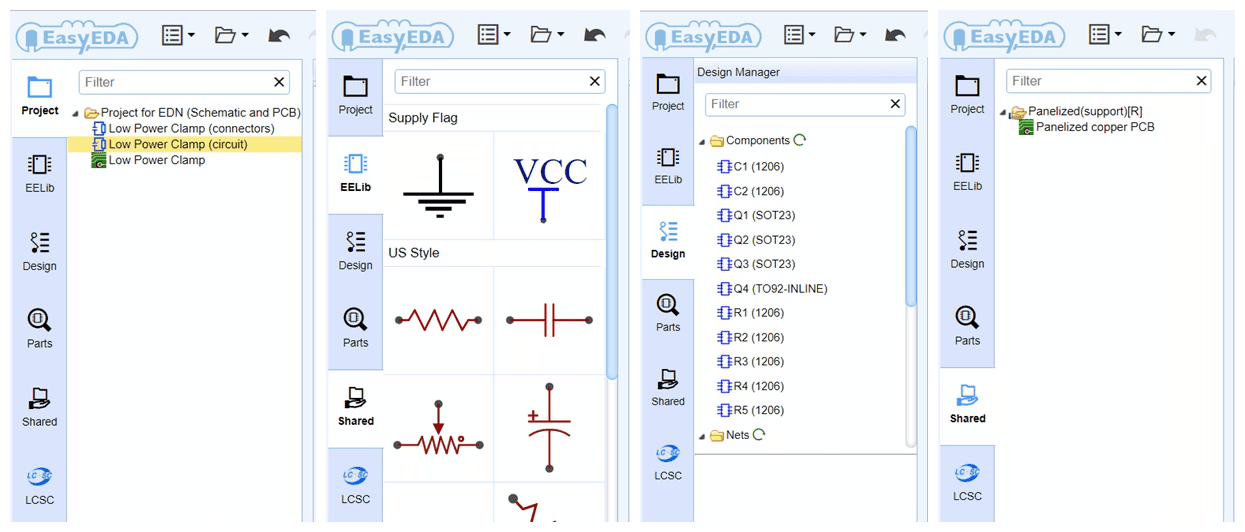 EasyEDA
Filter
Project
Project for EDN (Schematic and PCB)
Low Power Clamp (connectors)
Low Power Clamp (circuit)
Low Power Clamp
EELib
Design
Parts
Shared
LCSC
LCSC
EasyEDA
Filter
Project
Supply Flag
VCC
EELib
US Style
Design
Parts
Shared
LCSC
LCSC
EasyEDA
Design Manager
Project
Filter
Components
C1 (1206)
EELib
C2 (1206)
Q1 (SOT23)
Q2 (SOT23)
Design
Q3 (SOT23)
Q4 (TO92-INLINE)
R1 (1206)
Parts
R2 (1206)
R3 (1206)
R4 (1206)
Shared
R5 (1206)
Nets
LCSC
LCSC
EasyEDA
Filter
Project
Panelized(support)[R]
Panelized copper PCB
EELib
Design
Parts
Shared
LCSC
LCSC